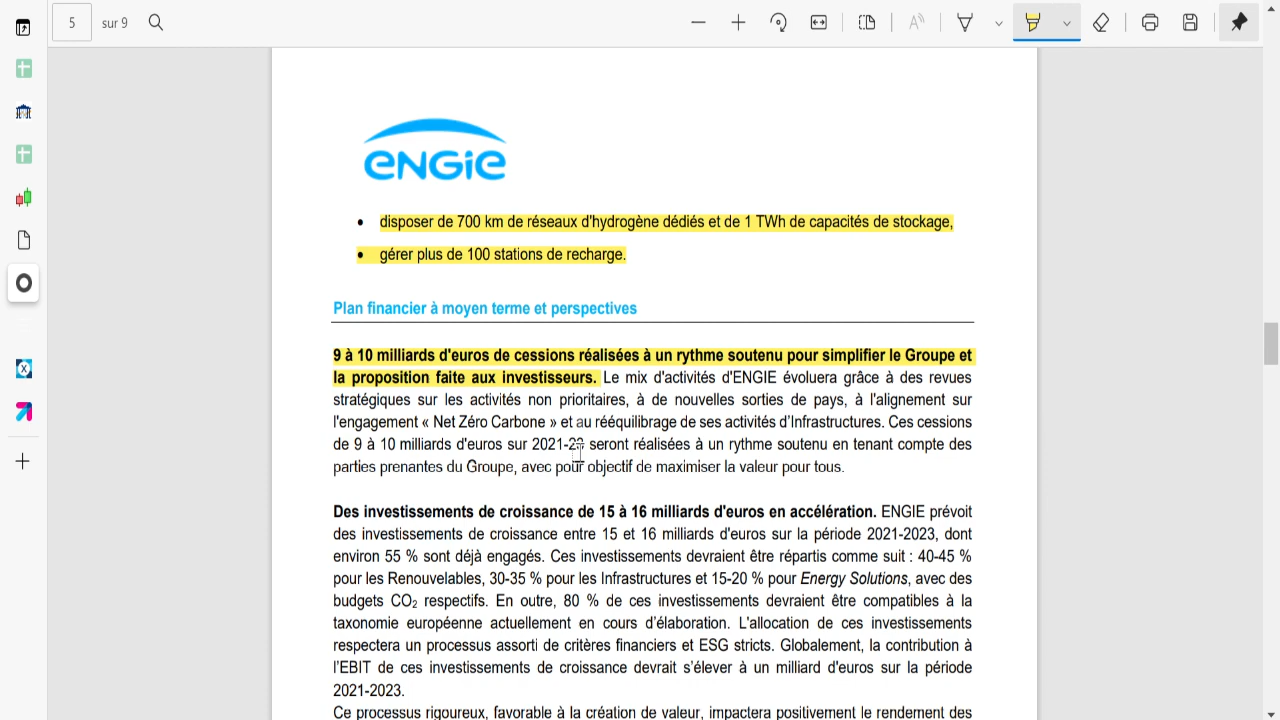 5 sur 9
ENGIE
• disposer de 700 km de réseaux d'hydrogène dédiés et de 1 TWh de capacités de stockage,
• gérer plus de 100 stations de recharge.
Plan financier à moyen terme et perspectives
9 à 10 milliards d'euros de cessions réalisées à un rythme soutenu pour simplifier le Groupe et
la proposition faite aux investisseurs. Le mix d'activités d'ENGIE évoluera grâce à des revues
stratégiques sur les activités non prioritaires, à de nouvelles sorties de pays, à l'alignement sur
l'engagement « Net Zéro Carbone » et au rééquilibrage de ses activités d'Infrastructures. Ces cessions
de 9 à 10 milliards d'euros sur 2021-23 seront réalisées à un rythme soutenu en tenant compte des
parties prenantes du Groupe, avec pour objectif de maximiser la valeur pour tous.
Des investissements de croissance de 15 à 16 milliards d'euros en accélération. ENGIE prévoit
des investissements de croissance entre 15 et 16 milliards d'euros sur la période 2021-2023, dont
environ 55 % sont déjà engagés. Ces investissements devraient être répartis comme suit : 40-45 %
pour les Renouvelables, 30-35 % pour les Infrastructures et 15-20 % pour Energy Solutions, avec des
budgets CO₂ respectifs. En outre, 80 % de ces investissements devraient être compatibles à la
taxonomie européenne actuellement en cours d'élaboration. L'allocation de ces investissements
respectera un processus assorti de critères financiers et ESG stricts. Globalement, la contribution à
l'EBIT de ces investissements de croissance devrait s'élever à un milliard d'euros sur la période
2021-2023.
Ce processus rigoureux, favorable à la création de valeur, impactera positivement le rendement des